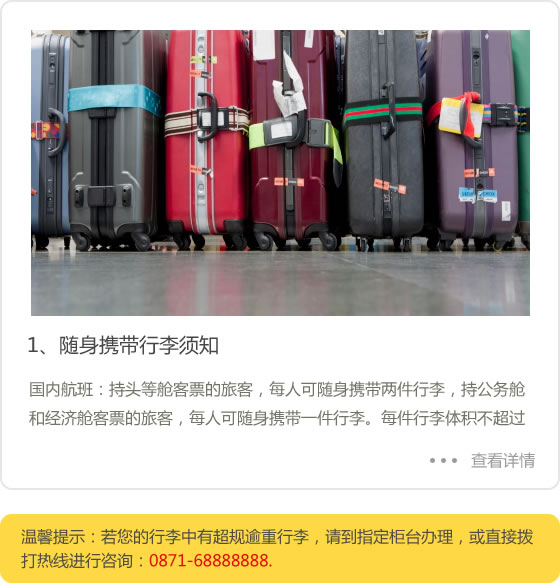 1、随身携带行李须知
国内航班：持头等舱客票的旅客，每人可随身携带两件行李，持公务舱
和经济舱客票的旅客，每人可随身携带一件行李。每件行李体积不超过
••• 查看详情
温馨提示：若您的行李中有超规逾重行李，请到指定柜台办理，或直接拨
打热线进行咨询：0871-68888888.